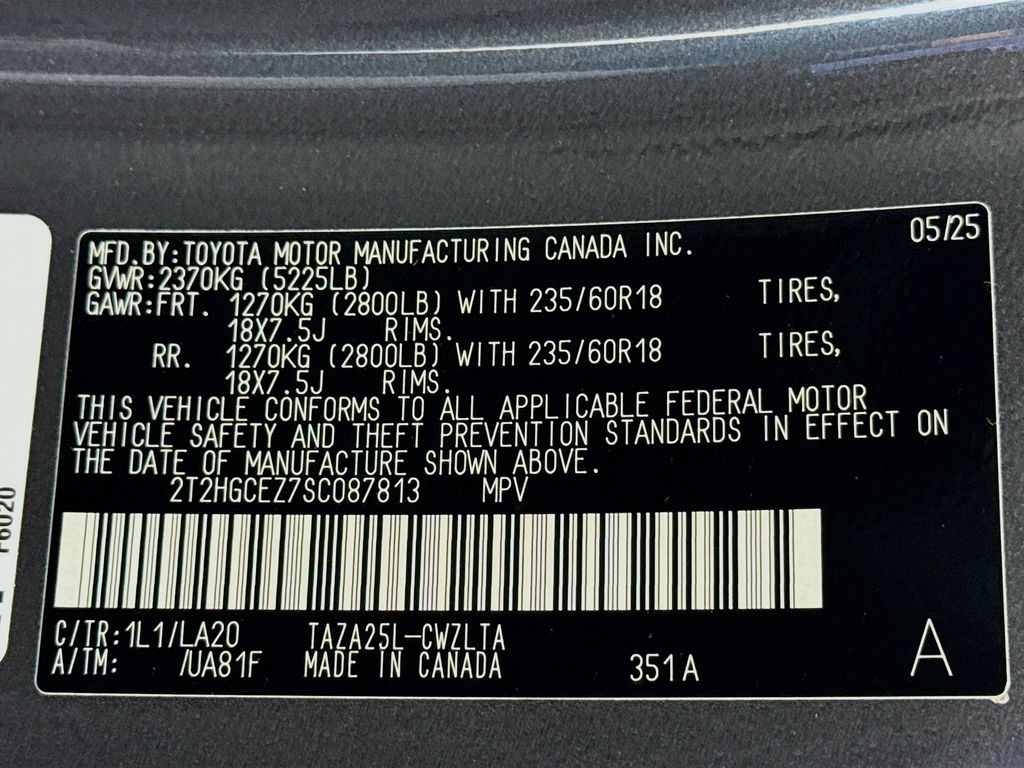 05/25
MFD.BY:TOYOTA MOTOR MANUFACTURING CANADA INC.
GVWR:2370KG (5225LB)
GAWR:FRT. 1270KG (2800LB) WITH 235/60R18 TIRES,
18X7.5J RIMS.
RR. 1270KG (2800LB) WITH 235/60R18 TIRES,
18X7.5J RIMS.
THIS VEHICLE CONFORMS TO ALL APPLICABLE FEDERAL MOTOR
VEHICLE SAFETY AND THEFT PREVENTION STANDARDS IN EFFECT ON
THE DATE OF MANUFACTURE SHOWN ABOVE.
2T2HGCEZ7SC087813 MPV
C/TR:1L1/LA20 TAZA25L-CWZLTA
A/TM: /UA81F MADE IN CANADA 351A
A
F6020